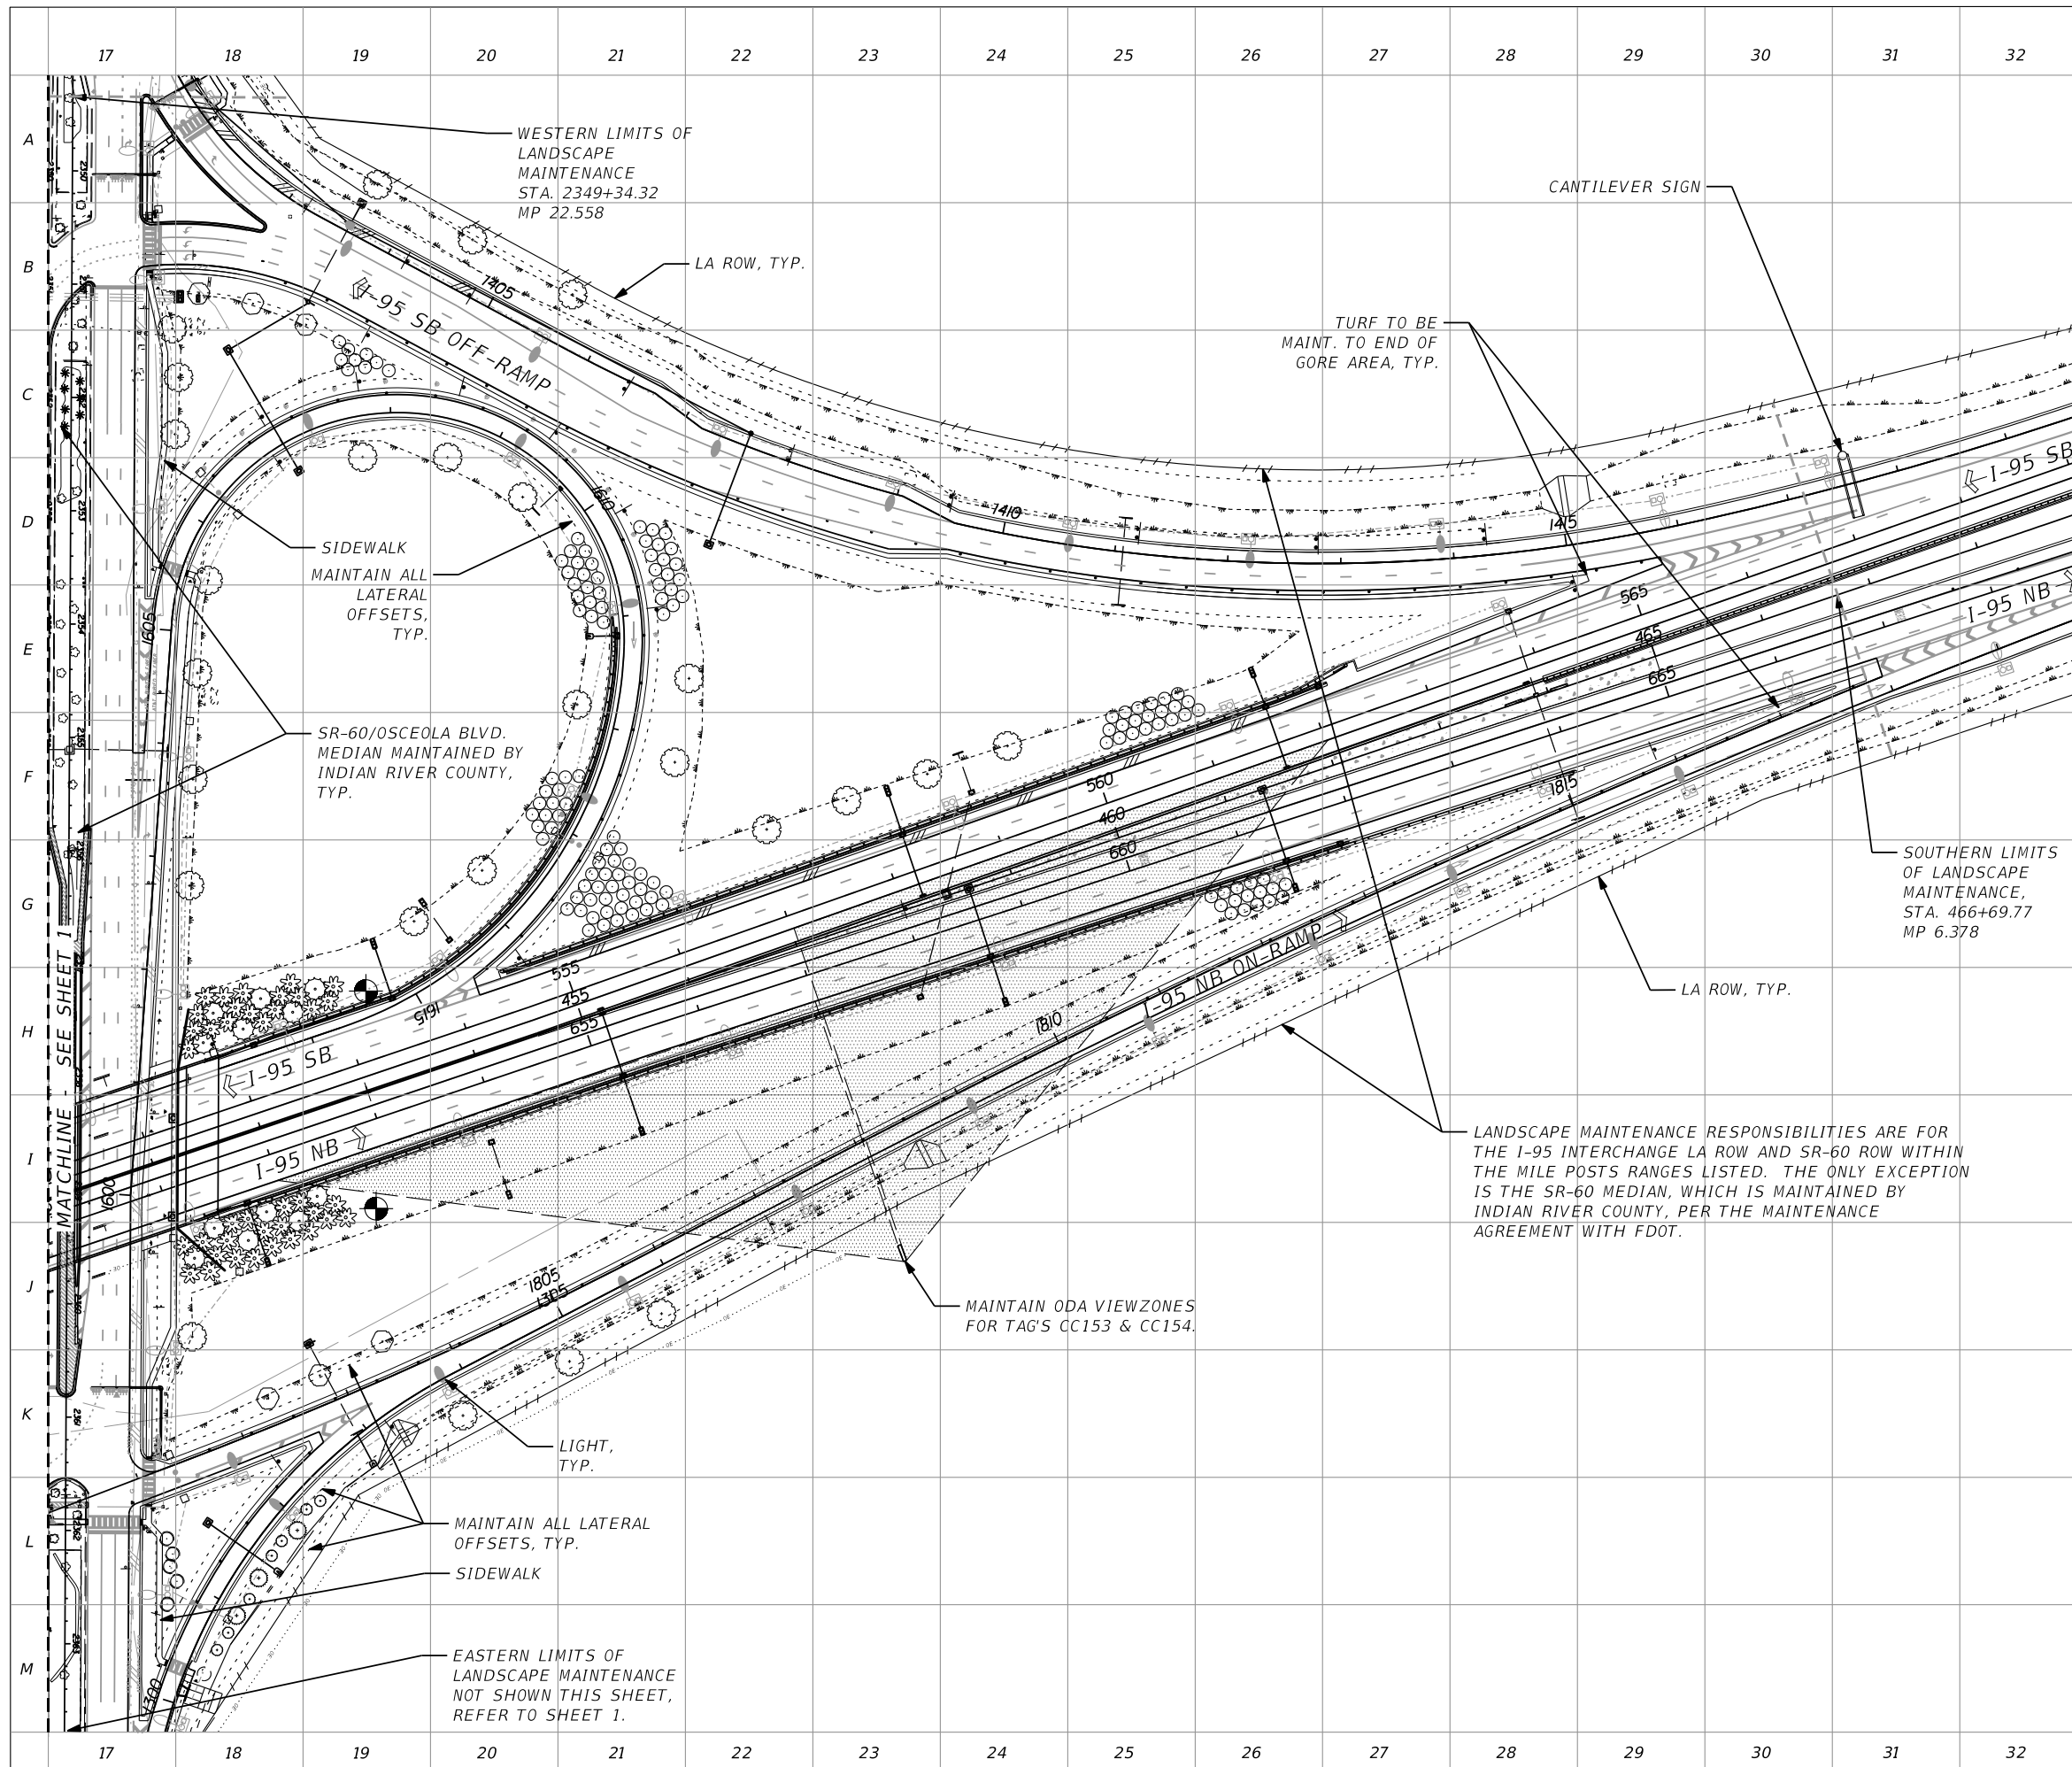 17 18 19 20 21 22 23 24 25 26 27 28 29 30 31 32
A
B
C
D
E
F
G
H
I
J
K
L
M
WESTERN LIMITS OF
LANDSCAPE
MAINTENANCE
STA. 2349+34.32
MP 22.558
CANTILEVER SIGN
LA ROW, TYP.
TURF TO BE
MAINT. TO END OF
GORE AREA, TYP.
I-95 SB OFF-RAMP
1405
1410
1415
I-95 SB
I-95 NB
SIDEWALK
MAINTAIN ALL
LATERAL
OFFSETS,
TYP.
1610
1605
565
465
665
SR-60/OSCEOLA BLVD.
MEDIAN MAINTAINED BY
INDIAN RIVER COUNTY,
TYP.
560
460
660
1815
SOUTHERN LIMITS
OF LANDSCAPE
MAINTENANCE,
STA. 466+69.77
MP 6.378
LA ROW, TYP.
I-95 NB ON-RAMP
555
455
655
1615
1810
I-95 SB
I-95 NB
1600
MATCHLINE - SEE SHEET 1
LANDSCAPE MAINTENANCE RESPONSIBILITIES ARE FOR
THE I-95 INTERCHANGE LA ROW AND SR-60 ROW WITHIN
THE MILE POSTS RANGES LISTED. THE ONLY EXCEPTION
IS THE SR-60 MEDIAN, WHICH IS MAINTAINED BY
INDIAN RIVER COUNTY, PER THE MAINTENANCE
AGREEMENT WITH FDOT.
1805
1305
MAINTAIN ODA VIEWZONES
FOR TAG'S CC153 & CC154.
LIGHT,
TYP.
MAINTAIN ALL LATERAL
OFFSETS, TYP.
SIDEWALK
EASTERN LIMITS OF
LANDSCAPE MAINTENANCE
NOT SHOWN THIS SHEET,
REFER TO SHEET 1.
1300
17 18 19 20 21 22 23 24 25 26 27 28 29 30 31 32